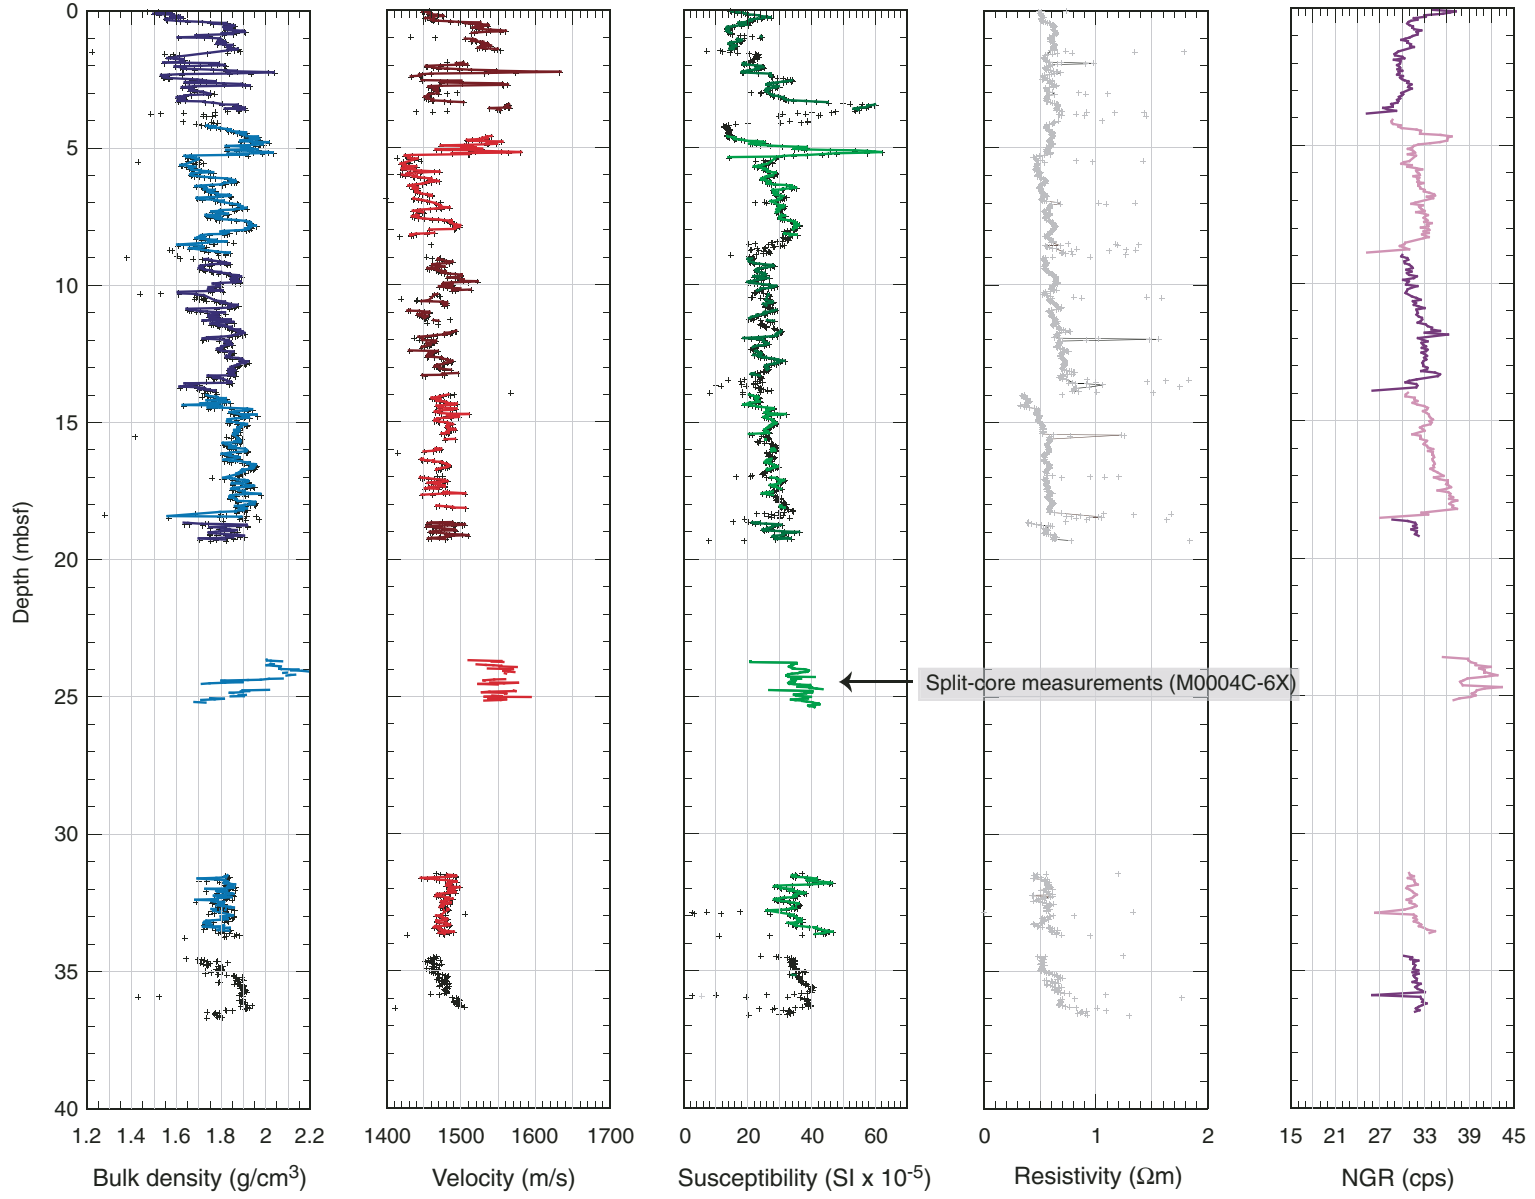 0
5
10
15
20
25
30
35
40
Depth (mbsf)
Split-core measurements (M0004C-6X)
1.2 1.4 1.6 1.8 2 2.2
1400 1500 1600 1700
0 20 40 60
0 1 2
15 21 27 33 39 45
Bulk density (g/cm³)
Velocity (m/s)
Susceptibility (SI x 10⁻⁵)
Resistivity (Ωm)
NGR (cps)